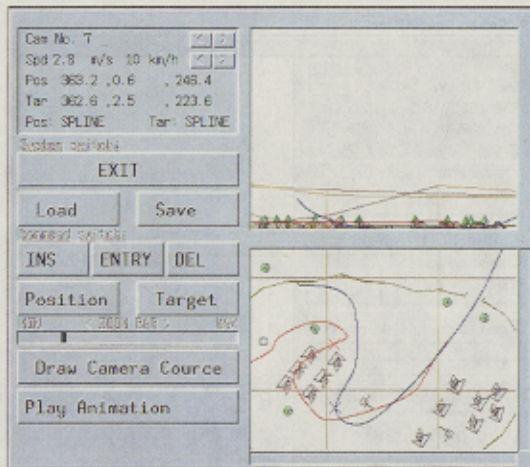 Cam No. 7
Spd 2.8 m/s 10 km/h < >
Pos 363.2 ,0.6 ,246.4
Tar 362.6 ,2.5 ,223.6
Pos: SPLINE Tar: SPLINE
EXIT
Load Save
INS ENTRY DEL
Position Target
Draw Camera Cource
Play Animation